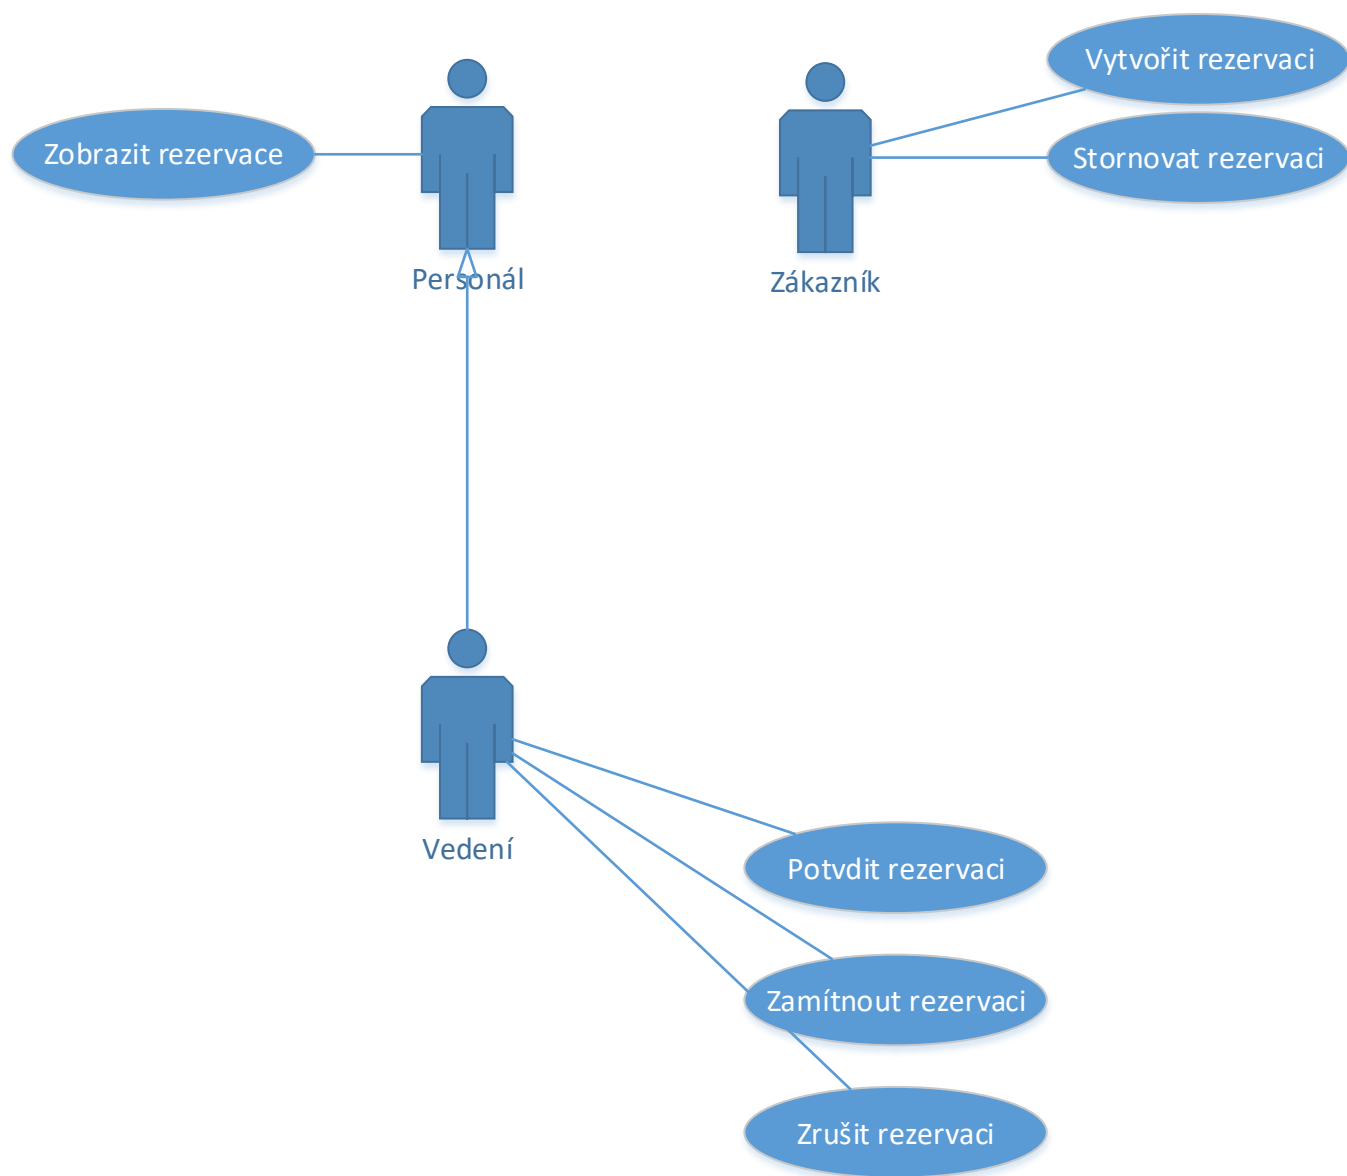 Vytvořit rezervaci
Zobrazit rezervace
Stornovat rezervaci
Personál
Zákazník
Vedení
Potvdit rezervaci
Zamítnout rezervaci
Zrušit rezervaci